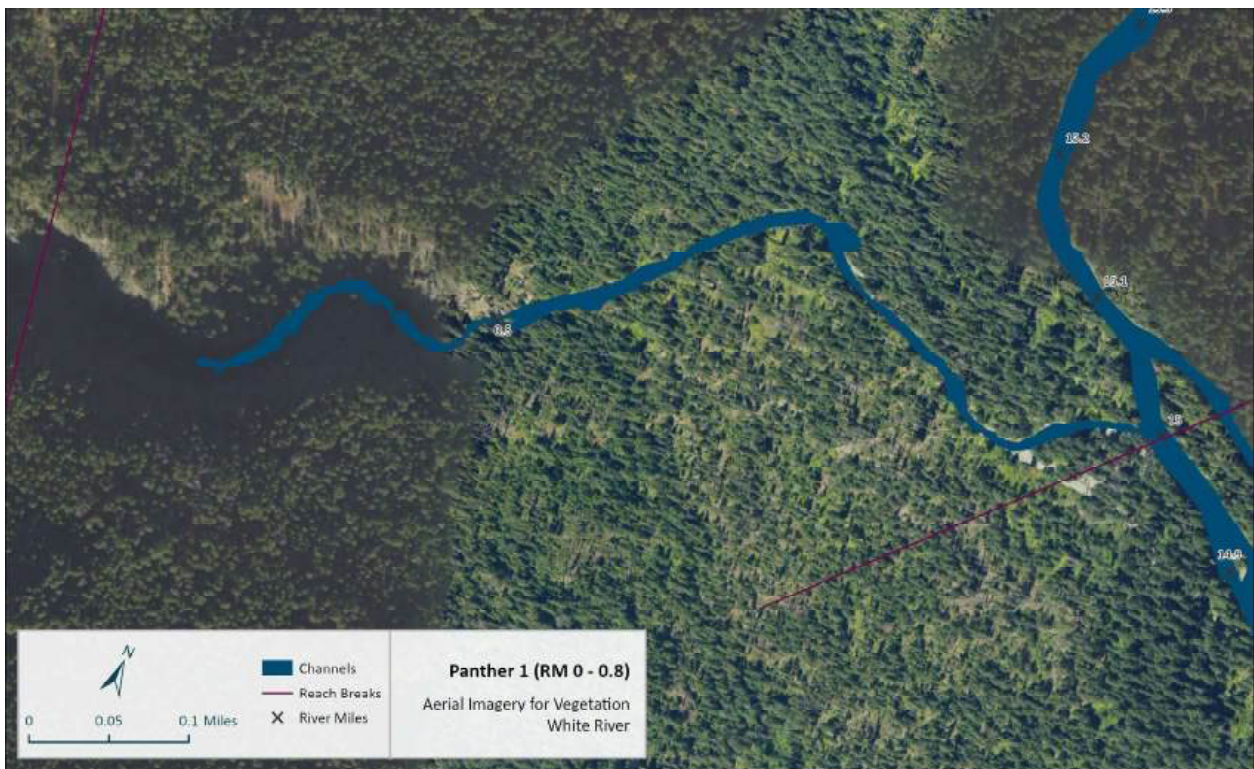 15.2
15.1
0.5
15
14.9
N
0 0.05 0.1 Miles
Channels
Reach Breaks
River Miles
Panther 1 (RM 0 - 0.8)
Aerial Imagery for Vegetation
White River